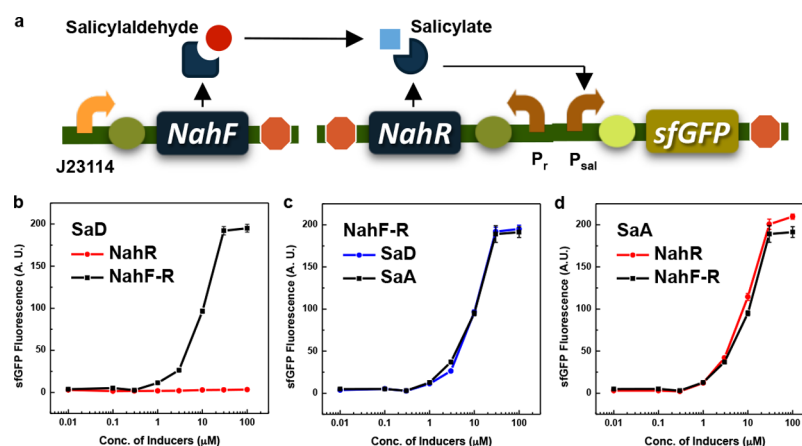 a
Salicylaldehyde
Salicylate
NahF
NahR
sfGFP
J23114
Pr
Psal
b
SaD
NahR
NahF-R
sfGFP Fluorescence (A. U.)
200
150
100
50
0
0.01 0.1 1 10 100
Conc. of Inducers (μM)
c
NahF-R
SaD
SaA
sfGFP Fluorescence (A. U.)
200
150
100
50
0
0.01 0.1 1 10 100
Conc. of Inducers (μM)
d
SaA
NahR
NahF-R
sfGFP Fluorescence (A. U.)
200
150
100
50
0
0.01 0.1 1 10 100
Conc. of Inducers (μM)